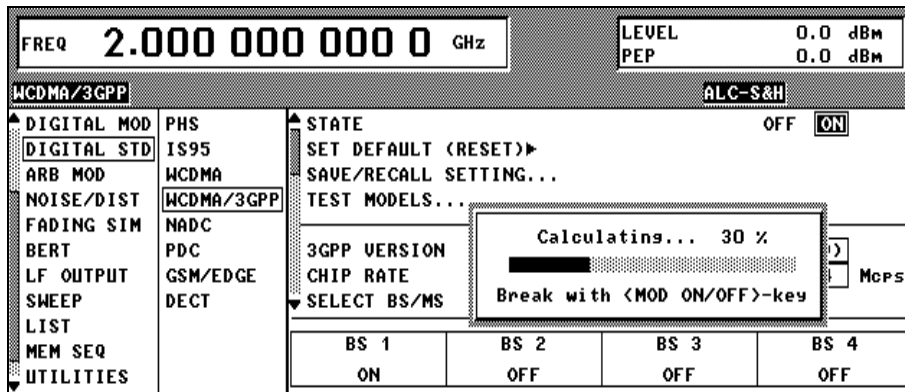 FREQ 2.000 000 000 0 GHz
LEVEL 0.0 dBm
PEP 0.0 dBm
WCDMA/3GPP
ALC-S&H
DIGITAL MOD
DIGITAL STD
ARB MOD
NOISE/DIST
FADING SIM
BERT
LF OUTPUT
SWEEP
LIST
MEM SEQ
UTILITIES
PHS
IS95
WCDMA
WCDMA/3GPP
NADC
PDC
GSM/EDGE
DECT
STATE OFF ON
SET DEFAULT (RESET)
SAVE/RECALL SETTING...
TEST MODELS...
3GPP VERSION
CHIP RATE Mcps
SELECT BS/MS
Calculating... 30 %
Break with <MOD ON/OFF>-key
BS 1 BS 2 BS 3 BS 4
ON OFF OFF OFF